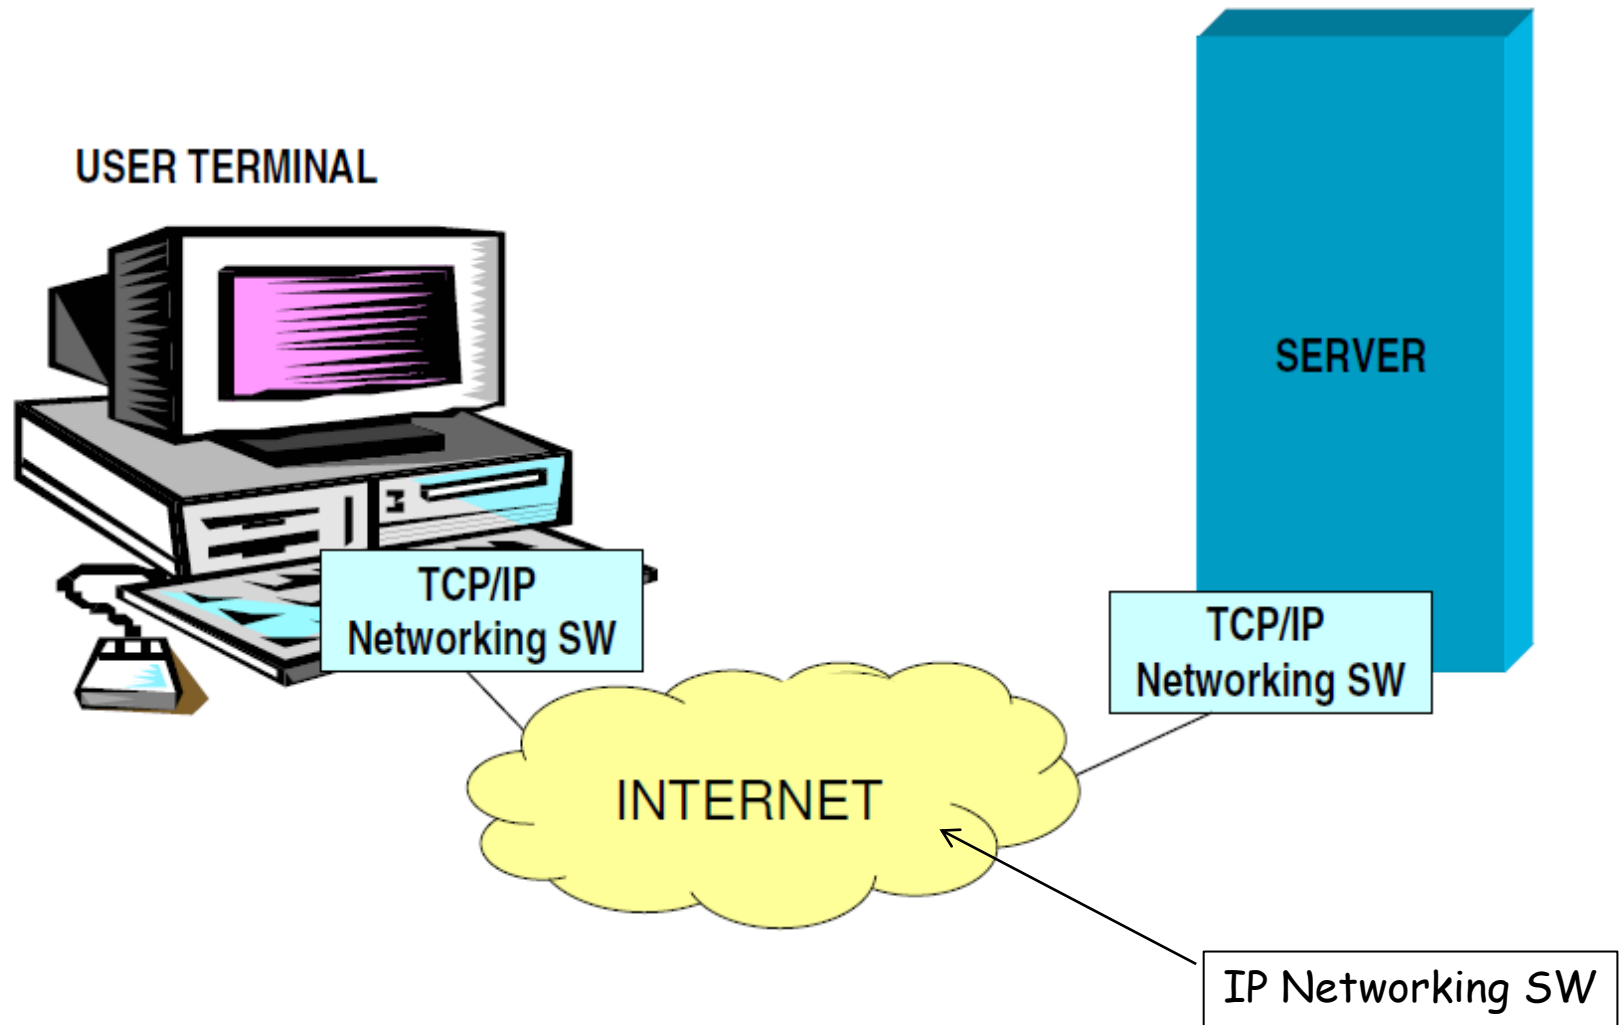 USER TERMINAL
SERVER
TCP/IP
Networking SW
TCP/IP
Networking SW
INTERNET
IP Networking SW